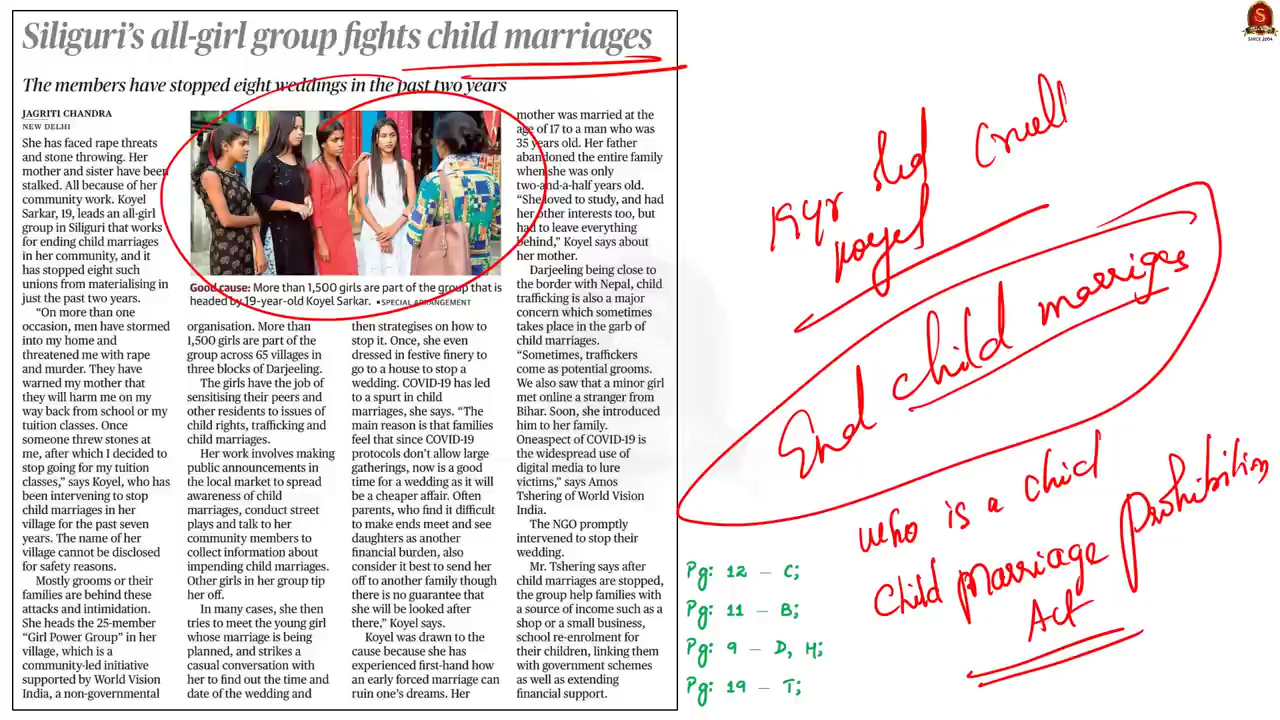 Siliguri's all-girl group fights child marriages
The members have stopped eight weddings in the past two years
JAGRITI CHANDRA
NEW DELHI
She has faced rape threats
and stone throwing. Her
mother and sister have been
stalked. All because of her
community work. Koyel
Sarkar, 19, leads an all-girl
group in Siliguri that works
for ending child marriages
in her community, and it
has stopped eight such
unions from materialising in
just the past two years.
"On more than one
occasion, men have stormed
into my home and
threatened me with rape
and murder. They have
warned my mother that
they will harm me on my
way back from school or my
tuition classes. Once
someone threw stones at
me, after which I decided to
stop going for my tuition
classes," says Koyel, who has
been intervening to stop
child marriages in her
village for the past seven
years. The name of her
village cannot be disclosed
for safety reasons.
Mostly grooms or their
families are behind these
attacks and intimidation.
She heads the 25-member
"Girl Power Group" in her
village, which is a
community-led initiative
supported by World Vision
India, a non-governmental
Good cause: More than 1,500 girls are part of the group that is
headed by 19-year-old Koyel Sarkar. ▪SPECIAL ARRANGEMENT
organisation. More than
1,500 girls are part of the
group across 65 villages in
three blocks of Darjeeling.
The girls have the job of
sensitising their peers and
other residents to issues of
child rights, trafficking and
child marriages.
Her work involves making
public announcements in
the local market to spread
awareness of child
marriages, conduct street
plays and talk to her
community members to
collect information about
impending child marriages.
Other girls in her group tip
her off.
In many cases, she then
tries to meet the young girl
whose marriage is being
planned, and strikes a
casual conversation with
her to find out the time and
date of the wedding and
then strategises on how to
stop it. Once, she even
dressed in festive finery to
go to a house to stop a
wedding. COVID-19 has led
to a spurt in child
marriages, she says. "The
main reason is that families
feel that since COVID-19
protocols don't allow large
gatherings, now is a good
time for a wedding as it will
be a cheaper affair. Often
parents, who find it difficult
to make ends meet and see
daughters as another
financial burden, also
consider it best to send her
off to another family though
there is no guarantee that
she will be looked after
there," Koyel says.
Koyel was drawn to the
cause because she has
experienced first-hand how
an early forced marriage can
ruin one's dreams. Her
mother was married at the
age of 17 to a man who was
35 years old. Her father
abandoned the entire family
when she was only
two-and-a-half years old.
"She loved to study, and had
her other interests too, but
had to leave everything
behind," Koyel says about
her mother.
Darjeeling being close to
the border with Nepal, child
trafficking is also a major
concern which sometimes
takes place in the garb of
child marriages.
"Sometimes, traffickers
come as potential grooms.
We also saw that a minor girl
met online a stranger from
Bihar. Soon, she introduced
him to her family.
Oneaspect of COVID-19 is
the widespread use of
digital media to lure
victims," says Amos
Tshering of World Vision
India.
The NGO promptly
intervened to stop their
wedding.
Mr. Tshering says after
child marriages are stopped,
the group help families with
a source of income such as a
shop or a small business,
school re-enrolment for
their children, linking them
with government schemes
as well as extending
financial support.
19yr old
Koyel
End child marriges
who is a child
Child Marriage Prohibition
Act
Pg: 12 - C;
Pg: 11 - B;
Pg: 9 - D, H;
Pg: 19 - T;
S
SINCE 2004